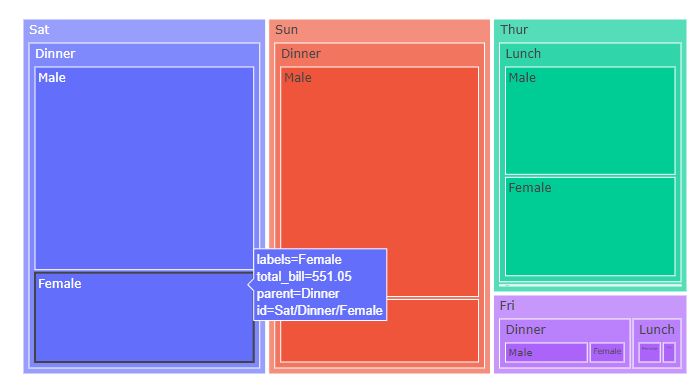 Sat
Dinner
Male
Female
labels=Female
total_bill=551.05
parent=Dinner
id=Sat/Dinner/Female
Sun
Dinner
Male
Thur
Lunch
Male
Female
Fri
Dinner
Male
Female
Lunch